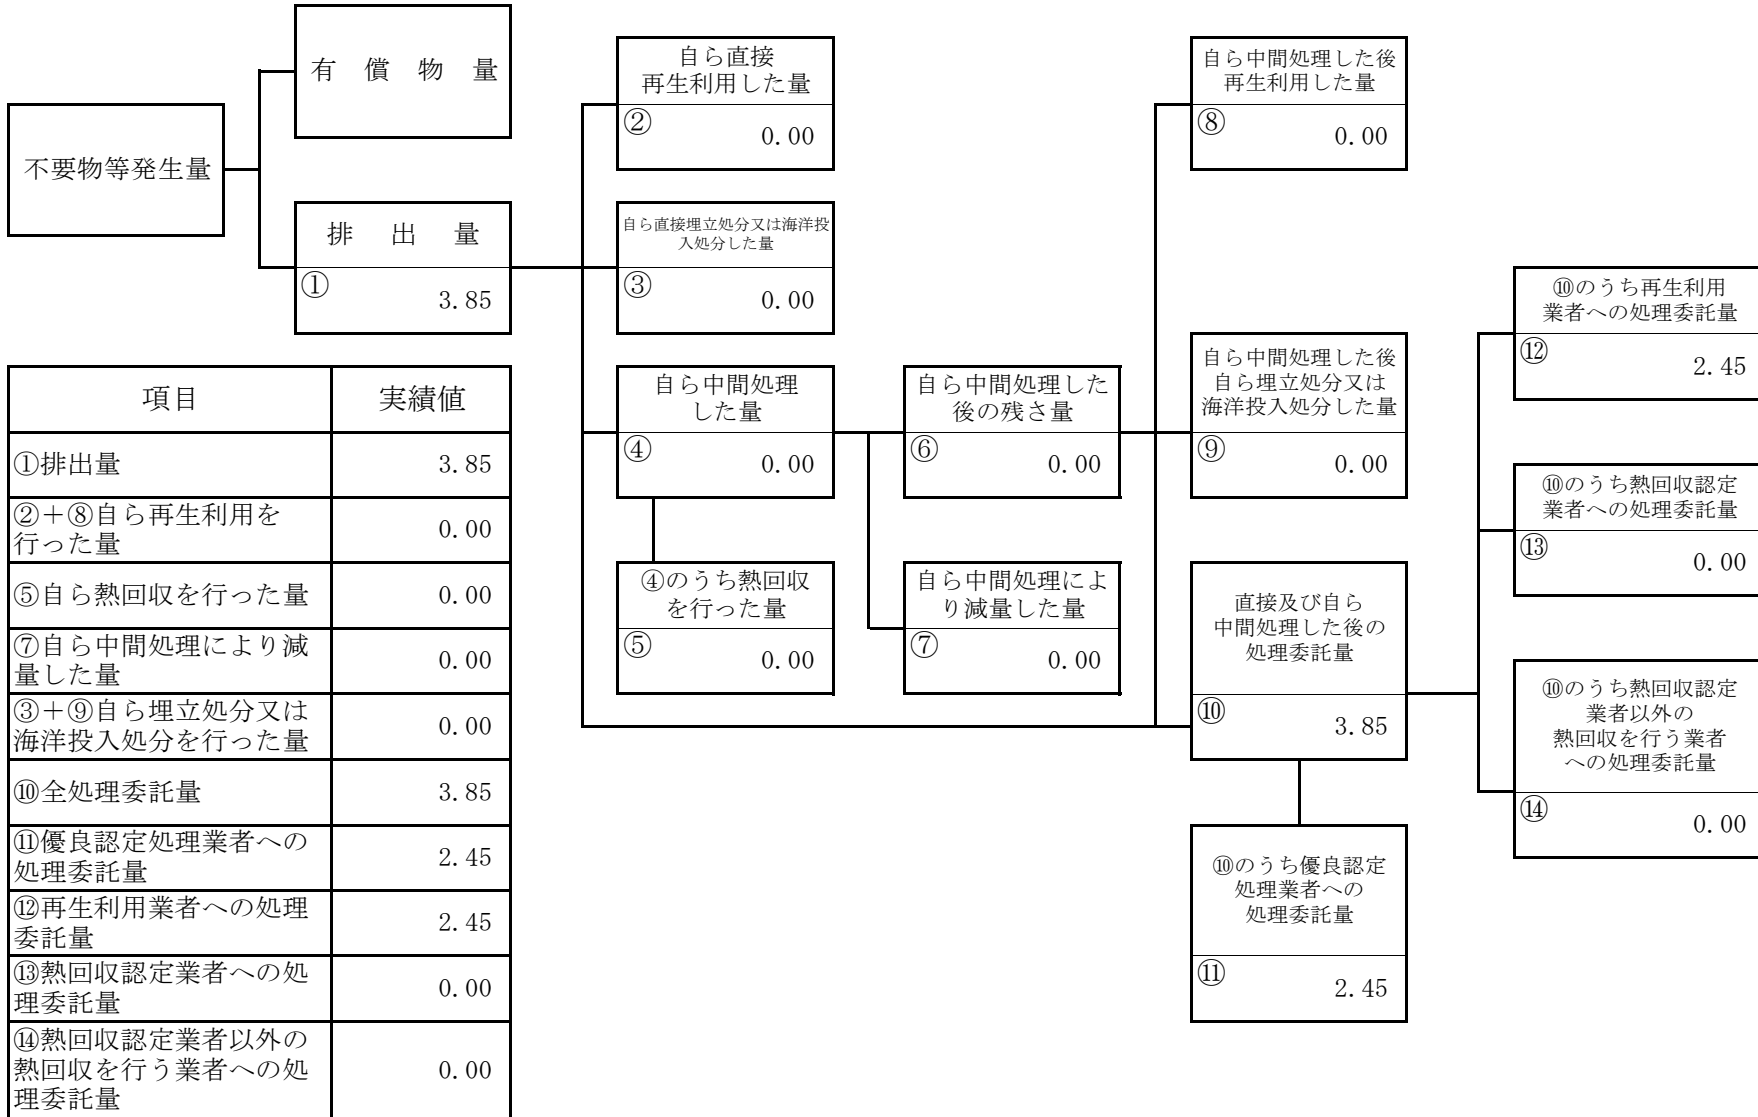 有 償 物 量
不要物等発生量
排 出 量
①
3.85
自ら直接
再生利用した量
②
0.00
自ら直接埋立処分又は海洋投
入処分した量
③
0.00
自ら中間処理
した量
④
0.00
④のうち熱回収
を行った量
⑤
0.00
自ら中間処理した
後の残さ量
⑥
0.00
自ら中間処理によ
り減量した量
⑦
0.00
自ら中間処理した後
再生利用した量
⑧
0.00
自ら中間処理した後
自ら埋立処分又は
海洋投入処分した量
⑨
0.00
直接及び自ら
中間処理した後の
処理委託量
⑩
3.85
⑩のうち優良認定
処理業者への
処理委託量
⑪
2.45
⑩のうち再生利用
業者への処理委託量
⑫
2.45
⑩のうち熱回収認定
業者への処理委託量
⑬
0.00
⑩のうち熱回収認定
業者以外の
熱回収を行う業者
への処理委託量
⑭
0.00
項目 実績値
①排出量 3.85
②＋⑧自ら再生利用を
行った量
0.00
⑤自ら熱回収を行った量 0.00
⑦自ら中間処理により減
量した量
0.00
③＋⑨自ら埋立処分又は
海洋投入処分を行った量
0.00
⑩全処理委託量 3.85
⑪優良認定処理業者への
処理委託量
2.45
⑫再生利用業者への処理
委託量
2.45
⑬熱回収認定業者への処
理委託量
0.00
⑭熱回収認定業者以外の
熱回収を行う業者への処
理委託量
0.00